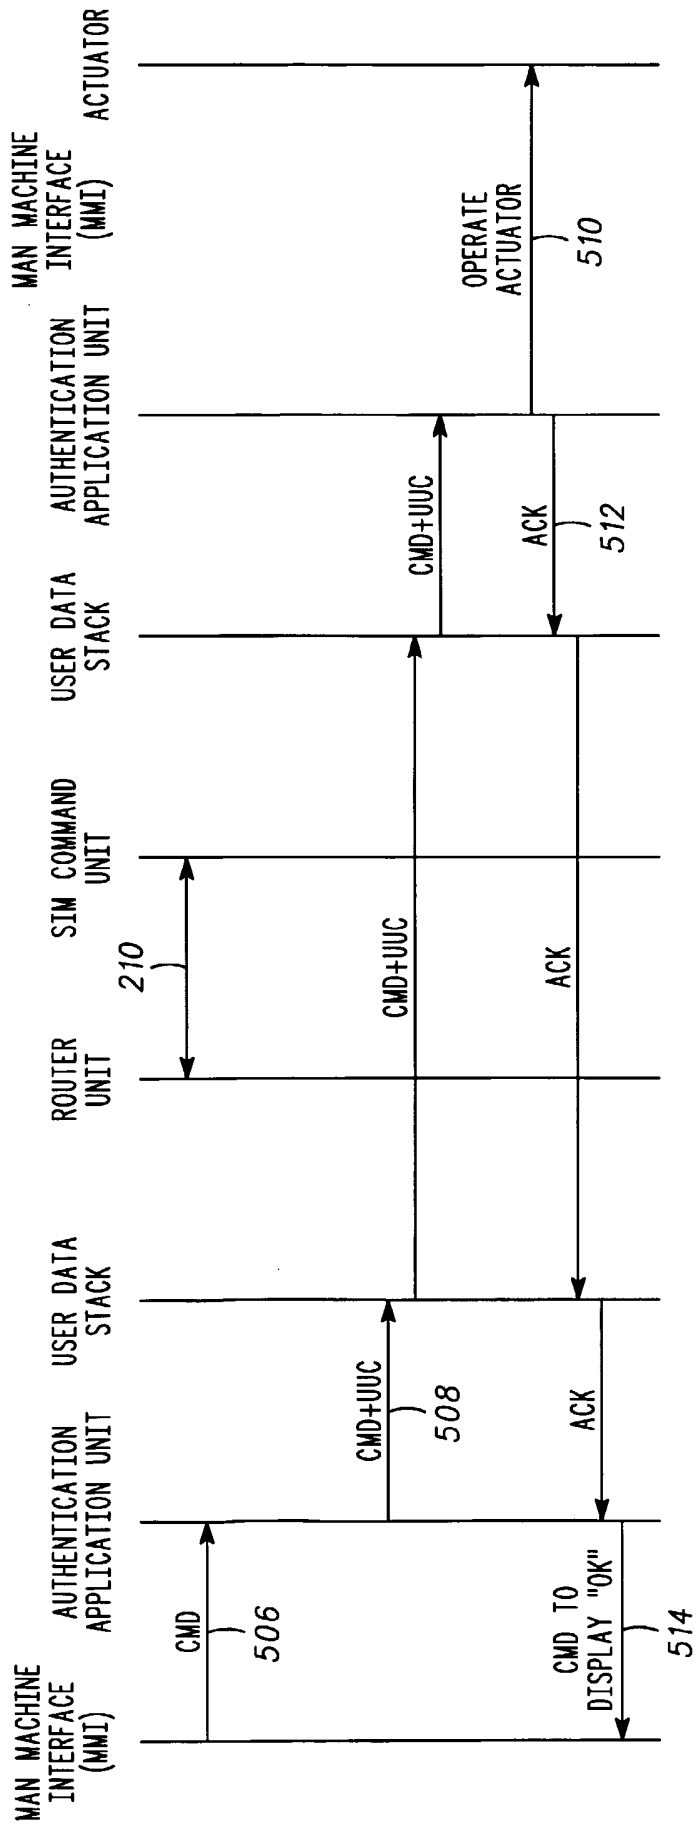 MAN MACHINE
INTERFACE
(MMI)
AUTHENTICATION
APPLICATION UNIT
USER DATA
STACK
ROUTER
UNIT
SIM COMMAND
UNIT
USER DATA
STACK
AUTHENTICATION
APPLICATION UNIT
MAN MACHINE
INTERFACE
(MMI)
ACTUATOR
210
CMD
506
CMD+UUC
508
CMD+UUC
CMD+UUC
OPERATE
ACTUATOR
510
ACK
512
ACK
ACK
CMD TO
DISPLAY "OK"
514